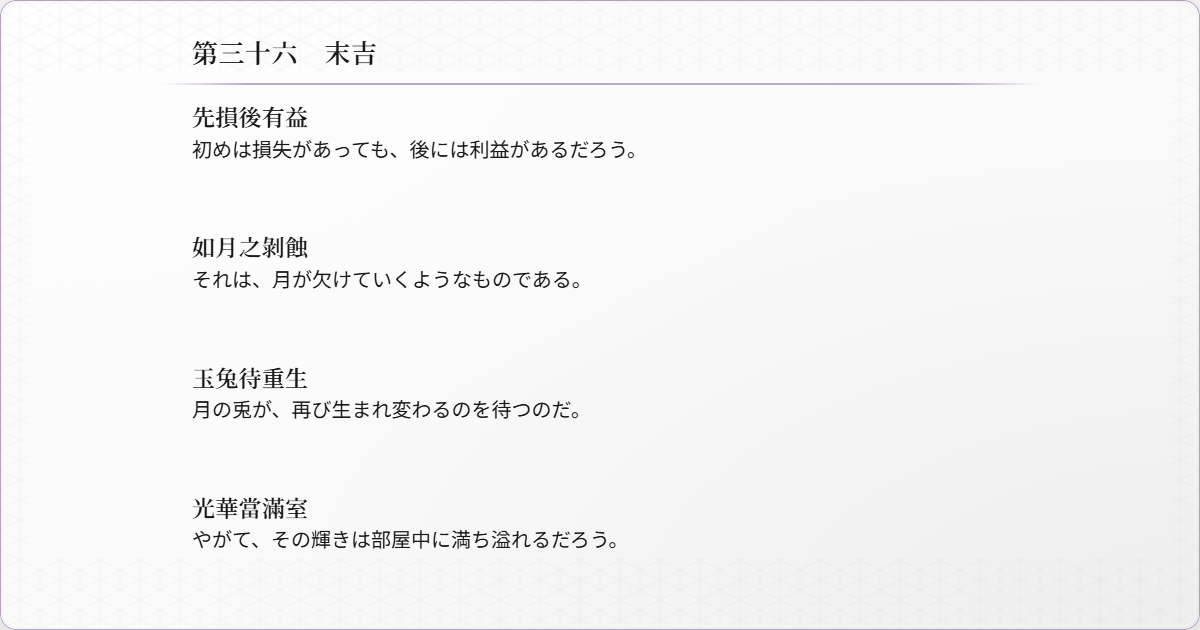 第三十六　末吉
先損後有益
初めは損失があっても、後には利益があるだろう。
如月之剝蝕
それは、月が欠けていくようなものである。
玉兔待重生
月の兎が、再び生まれ変わるのを待つのだ。
光華當滿室
やがて、その輝きは部屋中に満ち溢れるだろう。